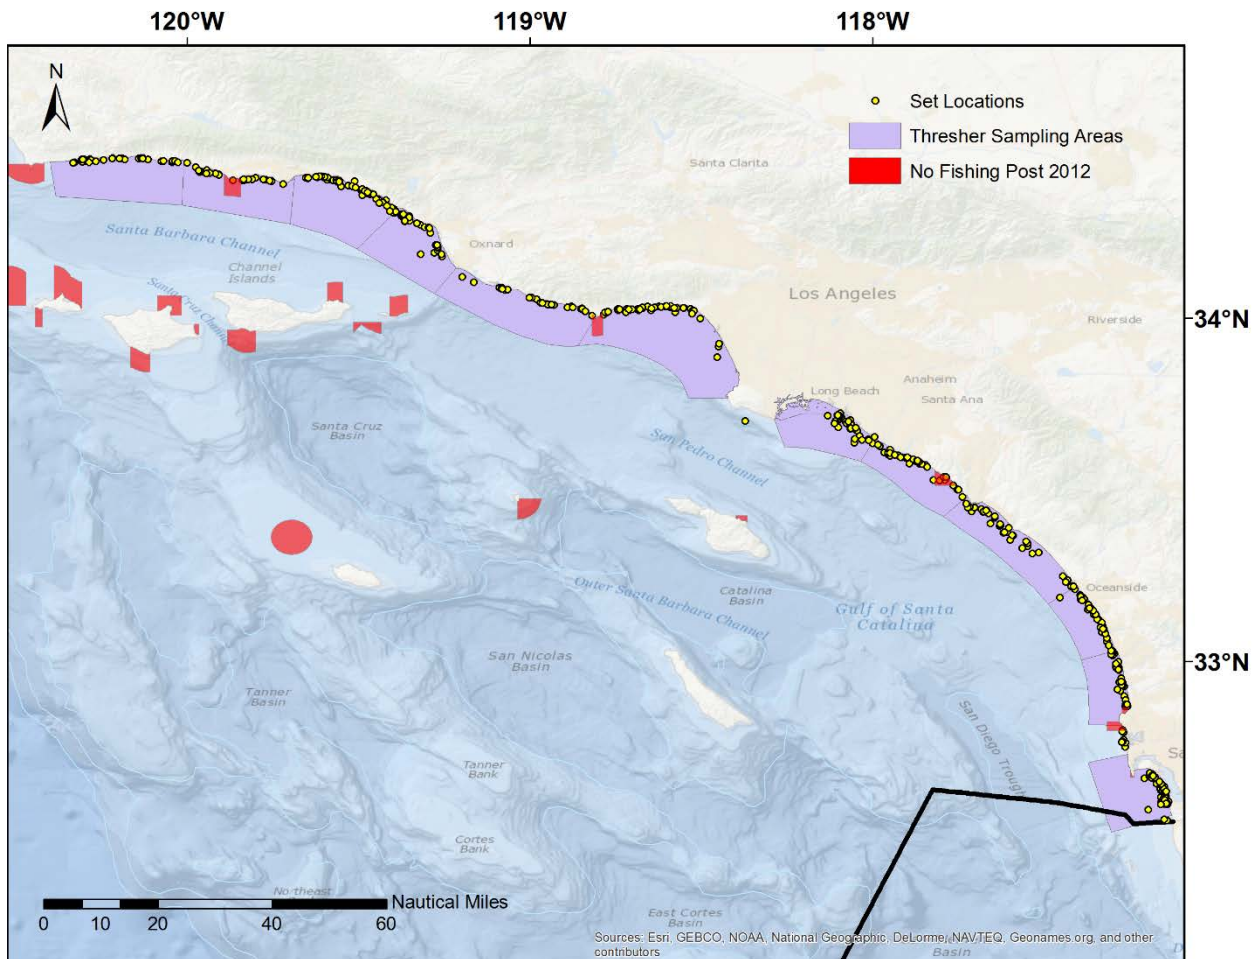 120°W
119°W
118°W
N
Set Locations
Thresher Sampling Areas
No Fishing Post 2012
Santa Clarita
Santa Barbara Channel
Oxnard
Channel
Islands
Santa Cruz Channel
Los Angeles
Riverside
34°N
Long Beach
Anaheim
Santa Ana
Santa Cruz
Basin
San Pedro Channel
Outer Santa Barbara Channel
Catalina
Basin
Oceanside
Gulf of Santa
Catalina
San Nicolas
Basin
33°N
Tanner
Basin
San Diego Trough
Sa
Tanner
Bank
Cortes
Bank
Northeast
Nautical Miles
0 10 20 40 60
East Cortes
Basin
Basin
Sources: Esri, GEBCO, NOAA, National Geographic, DeLorme, NAVTEQ, Geonames.org, and other
contributors